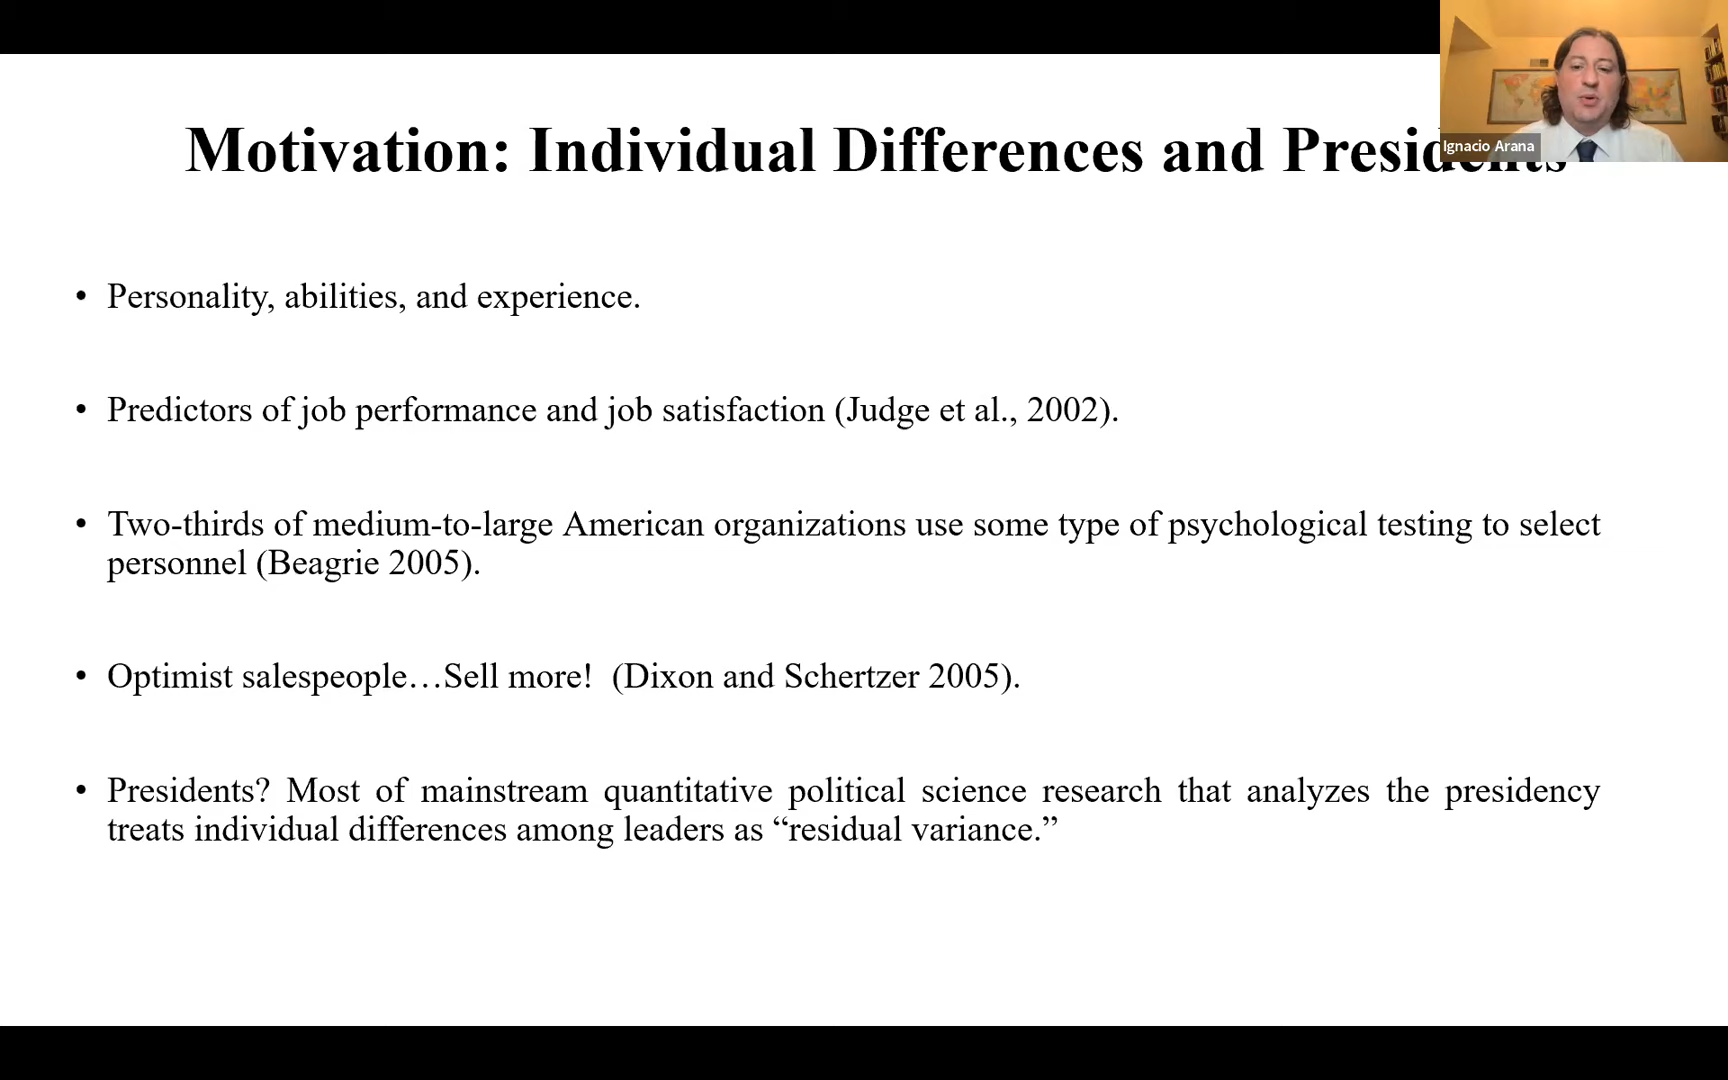 Motivation: Individual Differences and Presidents
Ignacio Arana
• Personality, abilities, and experience.
• Predictors of job performance and job satisfaction (Judge et al., 2002).
• Two-thirds of medium-to-large American organizations use some type of psychological testing to select
personnel (Beagrie 2005).
• Optimist salespeople…Sell more!  (Dixon and Schertzer 2005).
• Presidents? Most of mainstream quantitative political science research that analyzes the presidency
treats individual differences among leaders as “residual variance.”